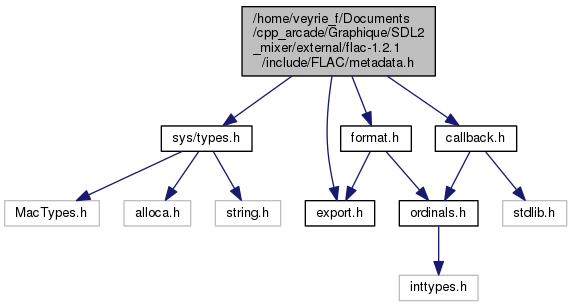 /home/veyrie_f/Documents
/cpp_arcade/Graphique/SDL2
_mixer/external/flac-1.2.1
/include/FLAC/metadata.h
sys/types.h
format.h
callback.h
MacTypes.h
alloca.h
string.h
export.h
ordinals.h
stdlib.h
inttypes.h